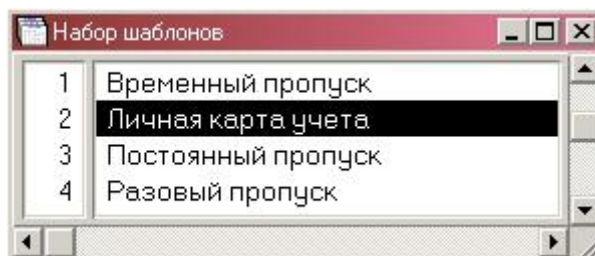 Набор шаблонов
1 Временный пропуск
2 Личная карта учета
3 Постоянный пропуск
4 Разовый пропуск